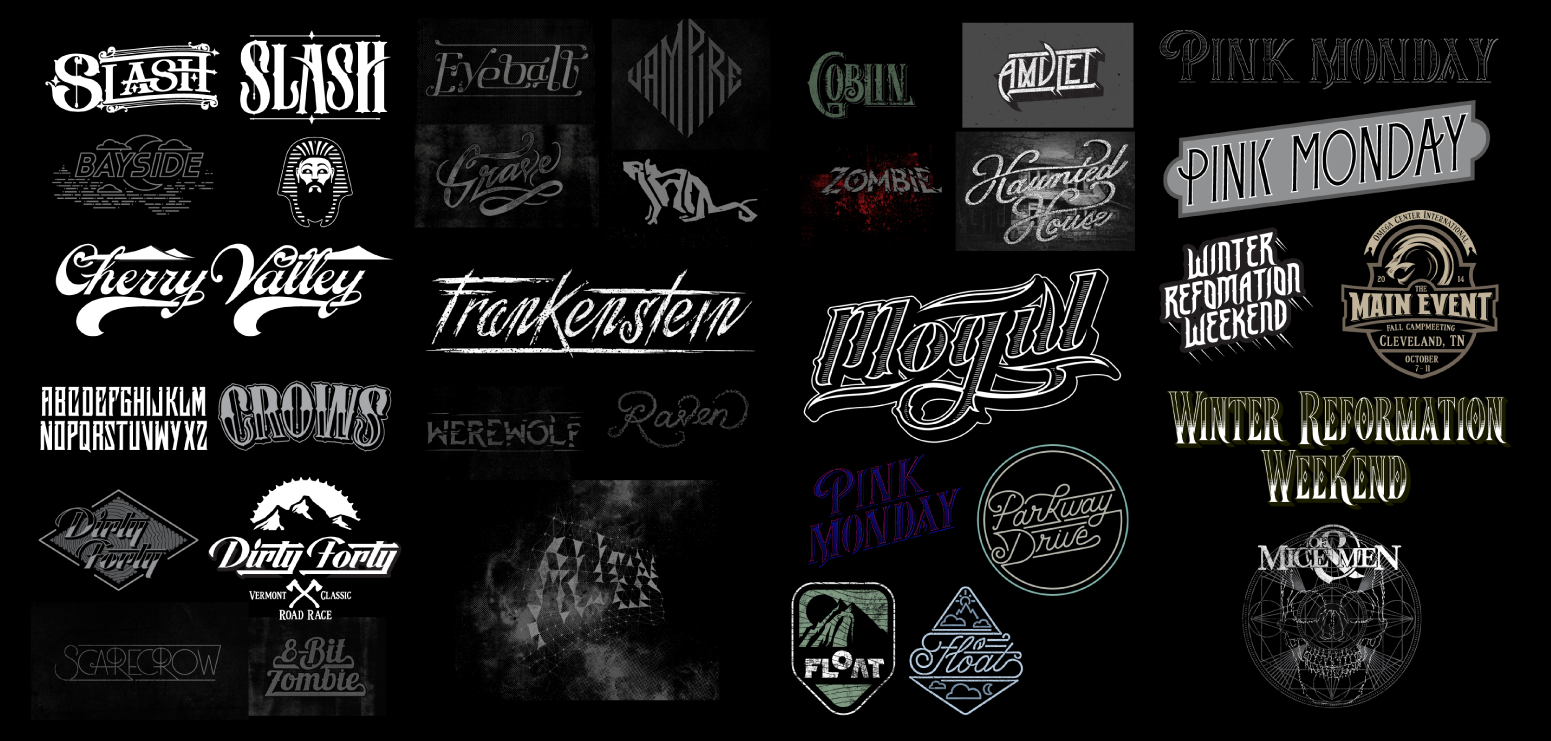 SLASH
SLASH
BAYSIDE
Cherry Valley
ABCDEFGHIJKLM
NOPQRSTUVWYXZ
CROWS
Dirty
Forty
Dirty Forty
VERMONT CLASSIC
ROAD RACE
SCARECROW
8-Bit
Zombie
Eyeball
VAMPIRE
Grave
Frankenstein
WEREWOLF
Raven
GOBLIN
AMULET
ZOMBIE
Haunted
House
Mogul
PINK
MONDAY
Parkway
Drive
FLOAT
Float
PINK MONDAY
PINK MONDAY
WINTER
REFOMATION
WEEKEND
OMEGA CENTER INTERNATIONAL
20 14
THE
MAIN EVENT
FALL CAMPMEETING
CLEVELAND, TN
OCTOBER
7-11
WINTER REFORMATION
WEEKEND
OF
MICE & MEN